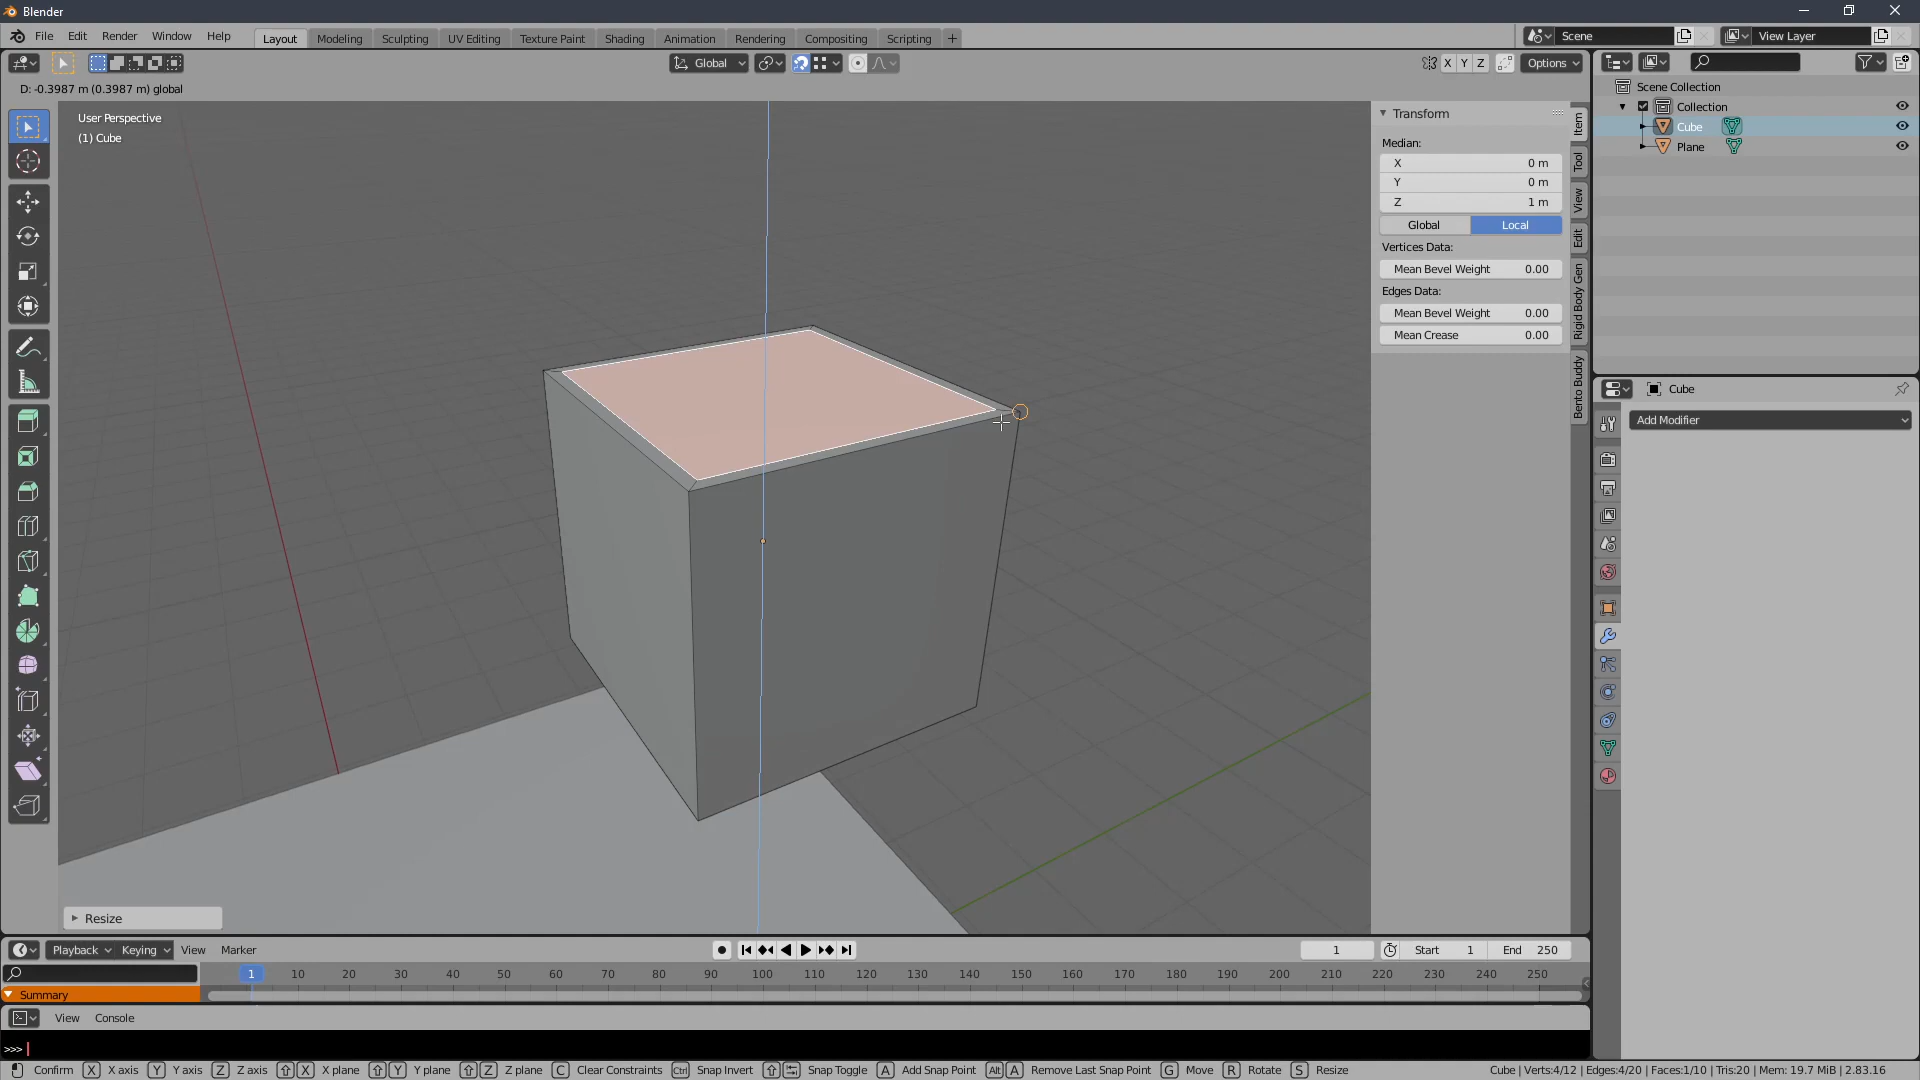 Blender
File Edit Render Window Help
Layout Modeling Sculpting UV Editing Texture Paint Shading Animation Rendering Compositing Scripting +
Scene
View Layer
Global
X Y Z
Options
D: -0.3987 m (0.3987 m) global
User Perspective
(1) Cube
Transform
Median:
X 0 m
Y 0 m
Z 1 m
Global Local
Vertices Data:
Mean Bevel Weight 0.00
Edges Data:
Mean Bevel Weight 0.00
Mean Crease 0.00
Item
Tool
View
Edit
Rigid Body Gen
Bento Buddy
Scene Collection
Collection
Cube
Plane
Cube
Add Modifier
Resize
Playback Keying View Marker
1
Start 1
End 250
1 10 20 30 40 50 60 70 80 90 100 110 120 130 140 150 160 170 180 190 200 210 220 230 240 250
Summary
View Console
>>>
Confirm X X axis Y Y axis Z Z axis X X plane Y Y plane Z Z plane C Clear Constraints Ctrl Snap Invert Snap Toggle A Add Snap Point Alt A Remove Last Snap Point G Move R Rotate S Resize
Cube | Verts:4/12 | Edges:4/20 | Faces:1/10 | Tris:20 | Mem: 19.7 MiB | 2.83.16